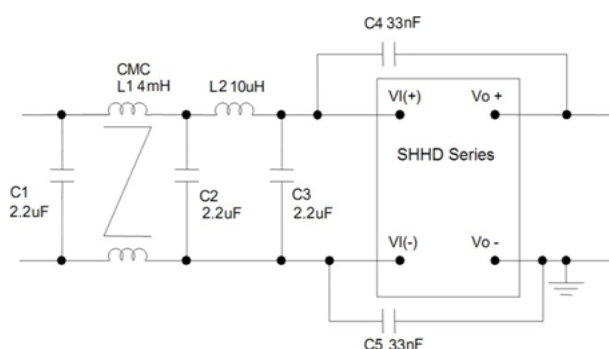 C4 33nF
CMC
L1 4mH
L2 10uH
VI(+)
Vo +
SHHD Series
C1
2.2uF
C2
2.2uF
C3
2.2uF
VI(-)
Vo -
C5 33nF